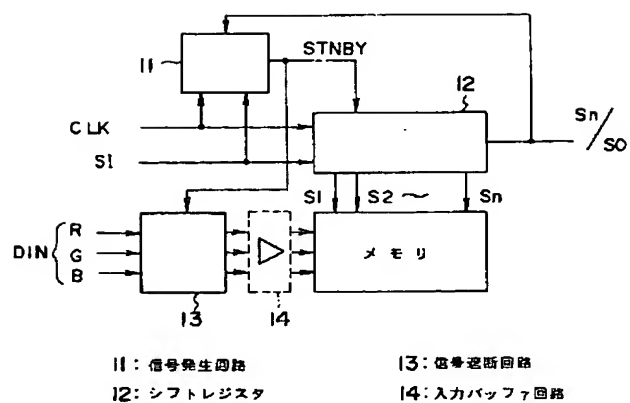 STNBY
11
12
CLK
SI
Sn/SO
S1 S2～ Sn
DIN
R
G
B
メモリ
13
14
11：信号発生回路
12：シフトレジスタ
13：信号遮断回路
14：入力バッファ回路